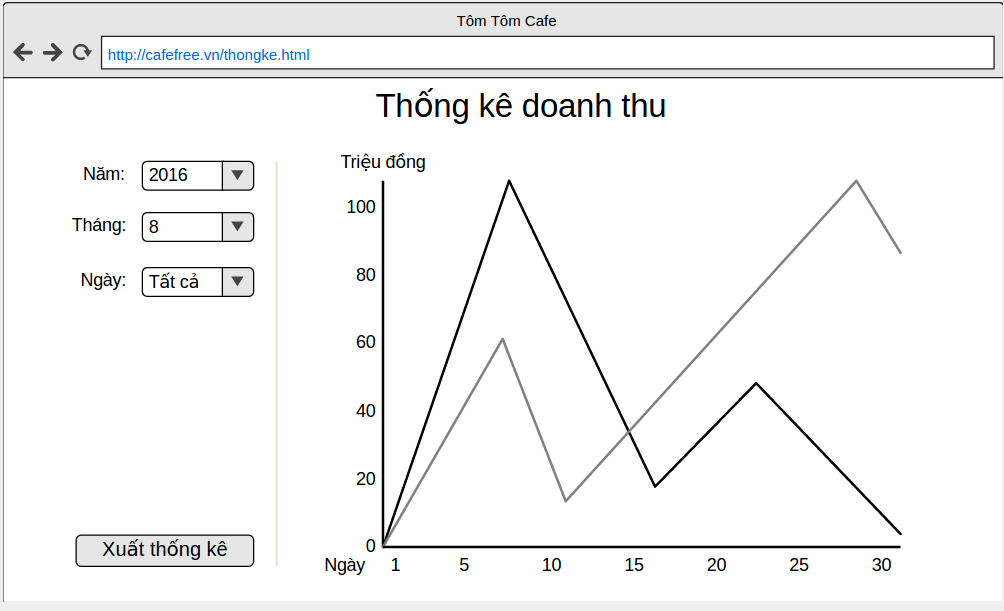 Tôm Tôm Cafe
http://cafefree.vn/thongke.html
Thống kê doanh thu
Năm: 2016
Tháng: 8
Ngày: Tất cả
Xuất thống kê
Triệu đồng
100
80
60
40
20
0
Ngày 1 5 10 15 20 25 30